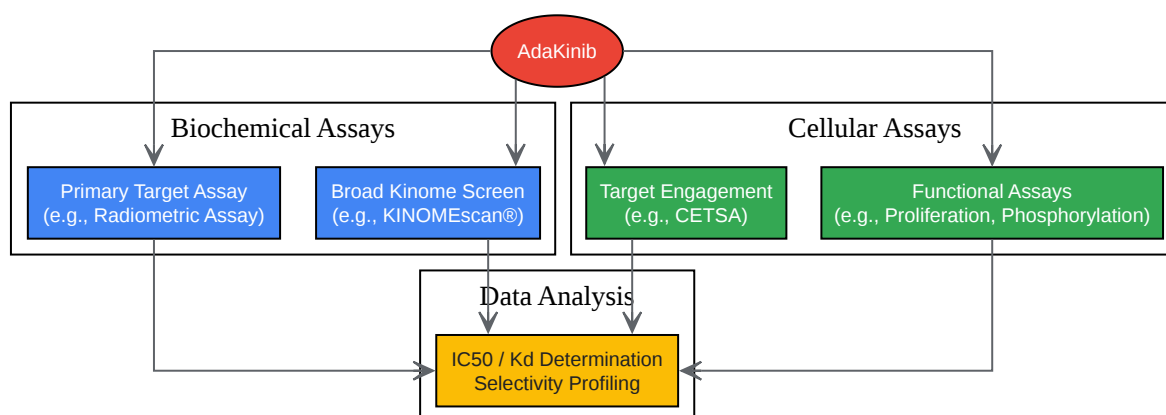 AdaKinib
Biochemical Assays
Cellular Assays
Primary Target Assay
(e.g., Radiometric Assay)
Broad Kinome Screen
(e.g., KINOMEscan®)
Target Engagement
(e.g., CETSA)
Functional Assays
(e.g., Proliferation, Phosphorylation)
Data Analysis
IC50 / Kd Determination
Selectivity Profiling